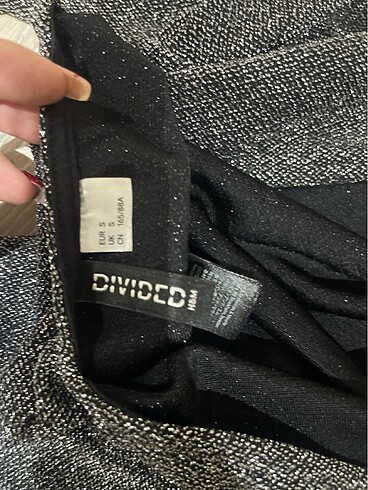 EUR S
UK S
CN 165/88A
DIVIDED
H&M